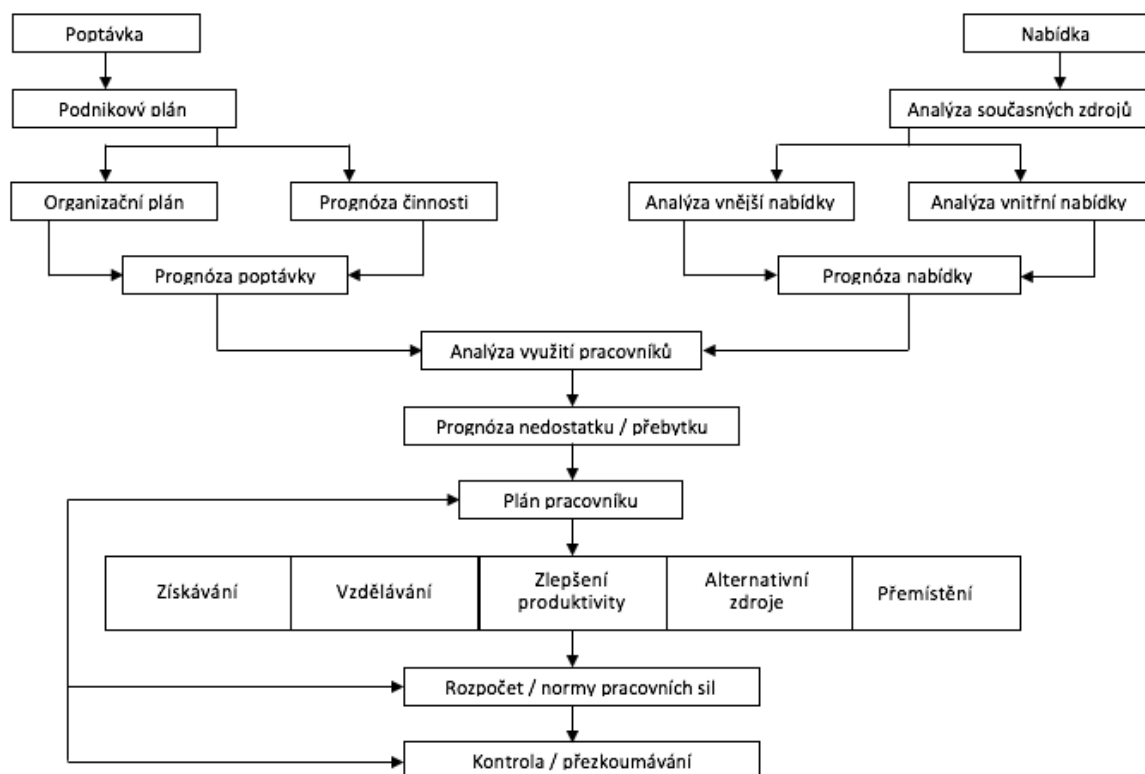 Poptávka
Nabídka
Podnikový plán
Analýza současných zdrojů
Organizační plán
Prognóza činnosti
Analýza vnější nabídky
Analýza vnitřní nabídky
Prognóza poptávky
Prognóza nabídky
Analýza využití pracovníků
Prognóza nedostatku / přebytku
Plán pracovníku
Získávání
Vzdělávání
Zlepšení
produktivity
Alternativní
zdroje
Přemístění
Rozpočet / normy pracovních sil
Kontrola / přezkoumávání